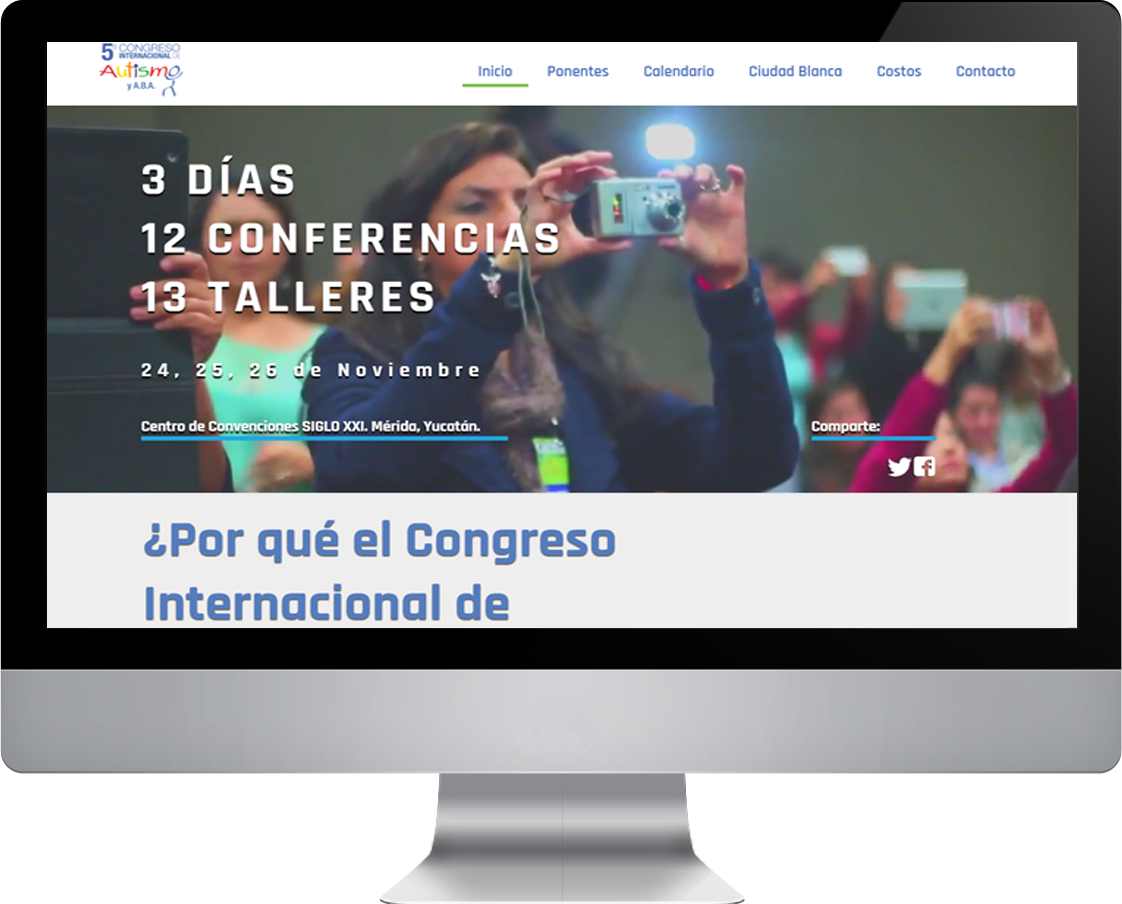 5° CONGRESO
INTERNACIONAL DE
Autismo
y A.B.A.
Inicio
Ponentes
Calendario
Ciudad Blanca
Costos
Contacto
3 DÍAS
12 CONFERENCIAS
13 TALLERES
24, 25, 26 de Noviembre
Centro de Convenciones SIGLO XXI. Mérida, Yucatán.
Comparte:
¿Por qué el Congreso
Internacional de